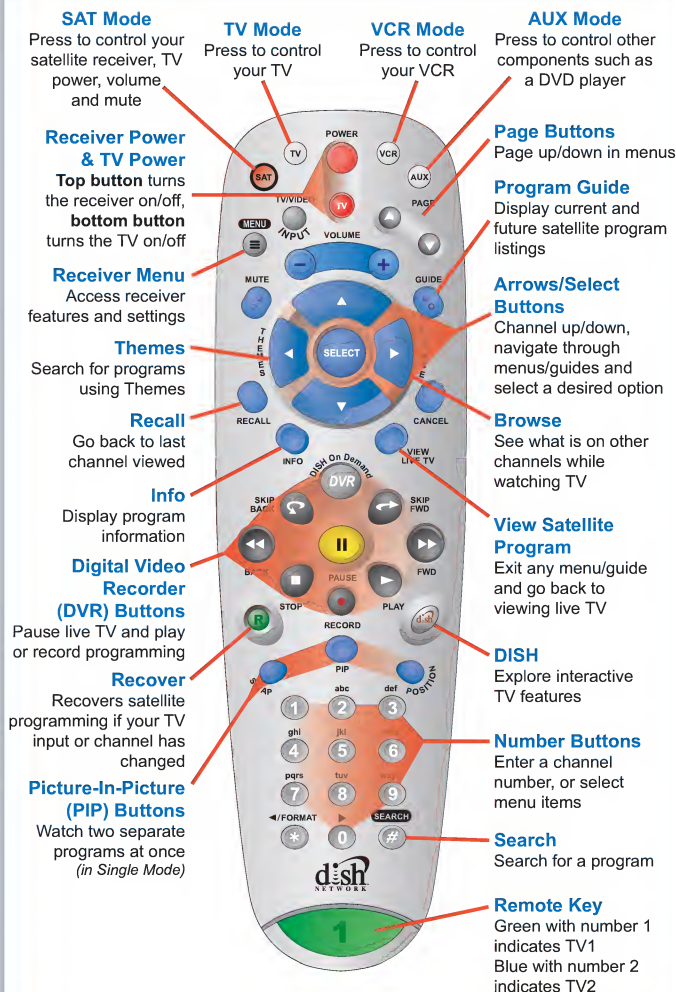 SAT Mode
Press to control your
satellite receiver, TV
power, volume
and mute
TV Mode
Press to control
your TV
VCR Mode
Press to control
your VCR
AUX Mode
Press to control other
components such as
a DVD player
Receiver Power
& TV Power
Top button turns
the receiver on/off,
bottom button
turns the TV on/off
Receiver Menu
Access receiver
features and settings
Themes
Search for programs
using Themes
Recall
Go back to last
channel viewed
Info
Display program
information
Digital Video
Recorder
(DVR) Buttons
Pause live TV and play
or record programming
Recover
Recovers satellite
programming if your TV
input or channel has
changed
Picture-In-Picture
(PIP) Buttons
Watch two separate
programs at once
(in Single Mode)
POWER
TV
VCR
SAT
AUX
TV
TV/VIDEO
INPUT
PAGE
MENU
VOLUME
MUTE
GUIDE
THEMES
SELECT
RECALL
CANCEL
INFO
VIEW
LIVE TV
DISH On Demand
DVR
SKIP
BACK
SKIP
FWD
BACK
PAUSE
FWD
STOP
PLAY
R
RECORD
dish
SWAP
PIP
POSITION
abc
def
1
2
3
ghi
jkl
4
5
6
pqrs
tuv
7
8
9
◄/FORMAT
►
SEARCH
*
0
#
dish
NETWORK
1
Page Buttons
Page up/down in menus
Program Guide
Display current and
future satellite program
listings
Arrows/Select
Buttons
Channel up/down,
navigate through
menus/guides and
select a desired option
Browse
See what is on other
channels while
watching TV
View Satellite
Program
Exit any menu/guide
and go back to
viewing live TV
DISH
Explore interactive
TV features
Number Buttons
Enter a channel
number, or select
menu items
Search
Search for a program
Remote Key
Green with number 1
indicates TV1
Blue with number 2
indicates TV2